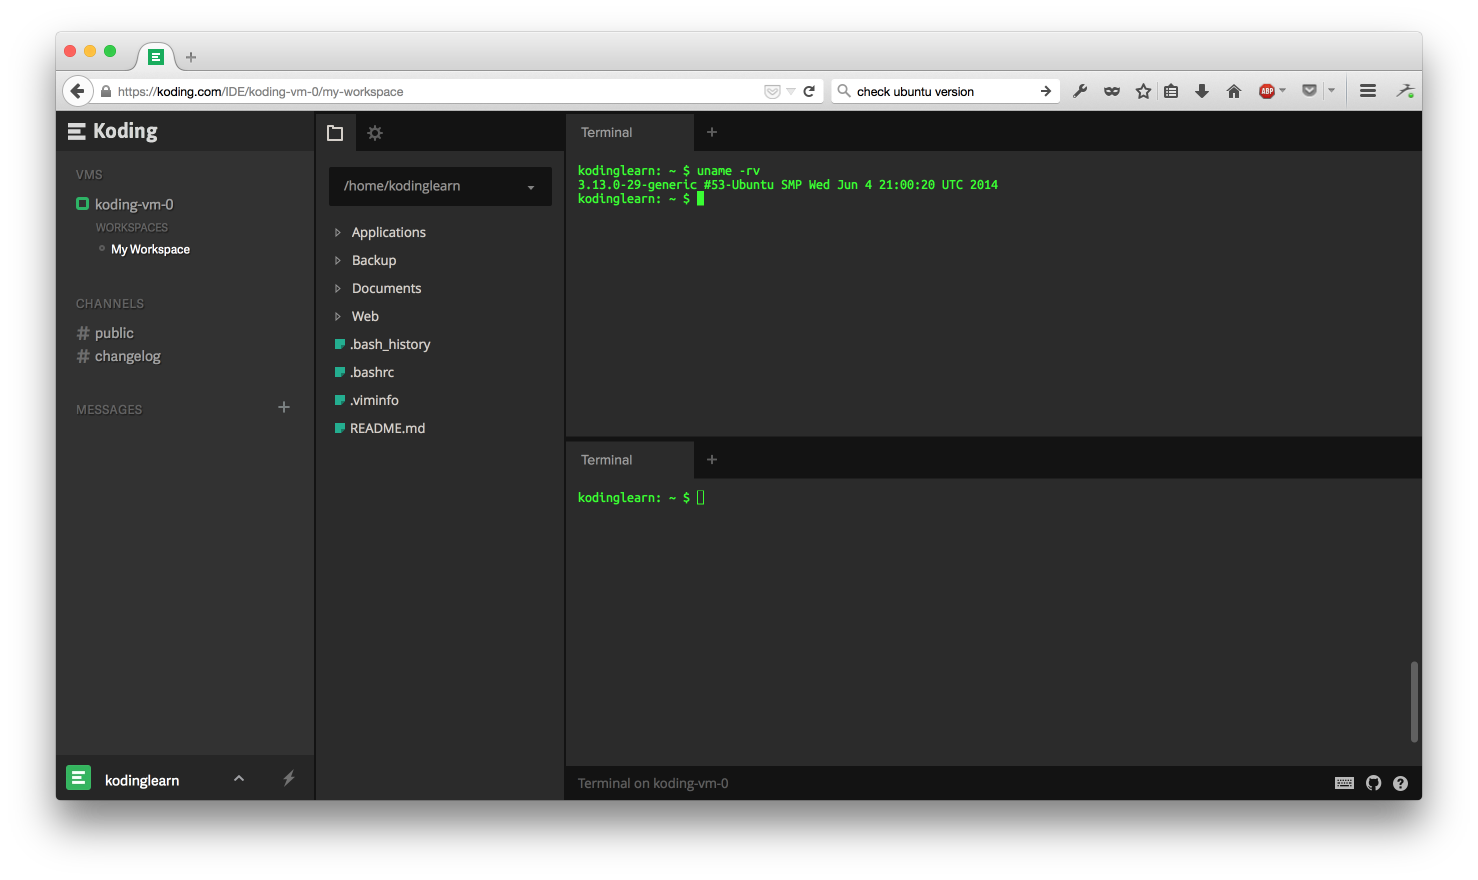 https://koding.com/IDE/koding-vm-0/my-workspace
check ubuntu version
ABP
Koding
VMS
koding-vm-0
WORKSPACES
My Workspace
CHANNELS
# public
# changelog
MESSAGES
kodinglearn
/home/kodinglearn
Applications
Backup
Documents
Web
.bash_history
.bashrc
.viminfo
README.md
Terminal
kodinglearn: ~ $ uname -rv
3.13.0-29-generic #53-Ubuntu SMP Wed Jun 4 21:00:20 UTC 2014
kodinglearn: ~ $
Terminal
kodinglearn: ~ $
Terminal on koding-vm-0